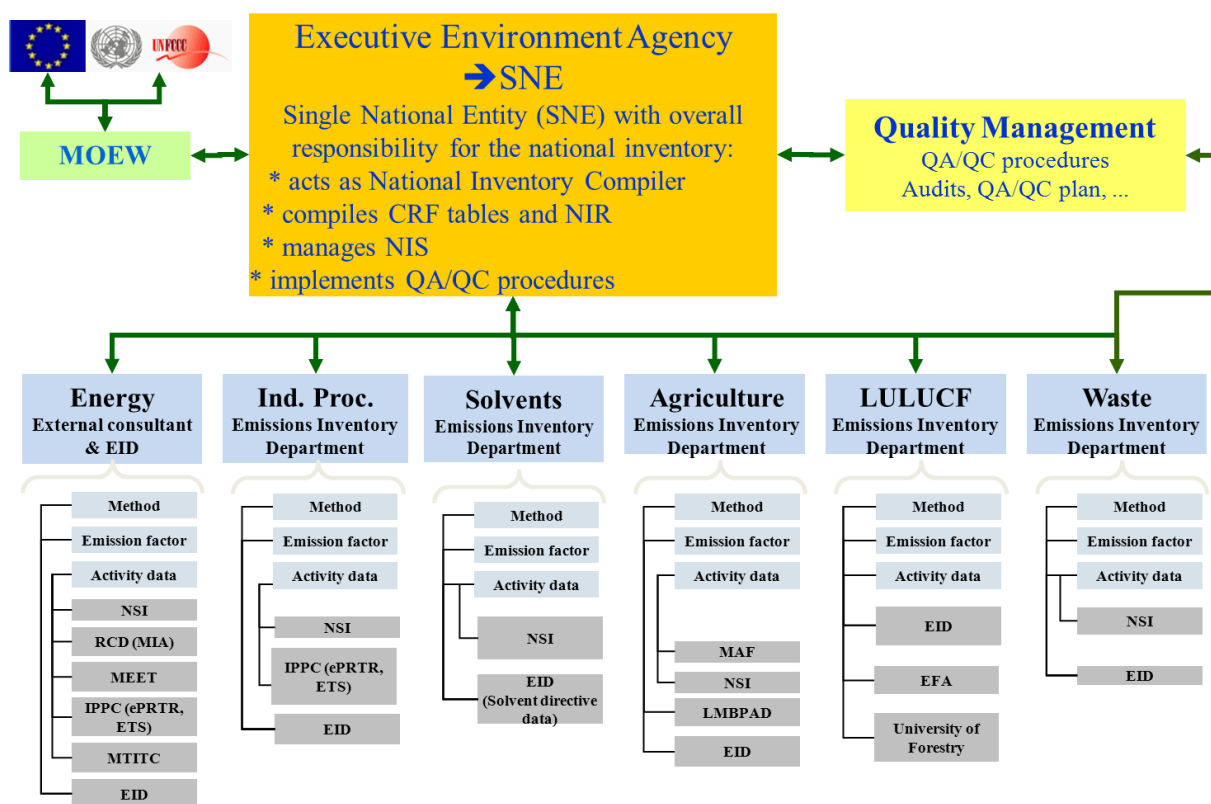 UNFCCC
Executive Environment Agency
➔SNE
Single National Entity (SNE) with overall
responsibility for the national inventory:
* acts as National Inventory Compiler
* compiles CRF tables and NIR
* manages NIS
* implements QA/QC procedures
MOEW
Quality Management
QA/QC procedures
Audits, QA/QC plan, ...
Energy
External consultant
& EID
Method
Emission factor
Activity data
NSI
RCD (MIA)
MEET
IPPC (ePRTR,
ETS)
MTITC
EID
Ind. Proc.
Emissions Inventory
Department
Method
Emission factor
Activity data
NSI
IPPC (ePRTR,
ETS)
EID
Solvents
Emissions Inventory
Department
Method
Emission factor
Activity data
NSI
EID
(Solvent directive
data)
Agriculture
Emissions Inventory
Department
Method
Emission factor
Activity data
MAF
NSI
LMBPAD
EID
LULUCF
Emissions Inventory
Department
Method
Emission factor
Activity data
EID
EFA
University of
Forestry
Waste
Emissions Inventory
Department
Method
Emission factor
Activity data
NSI
EID